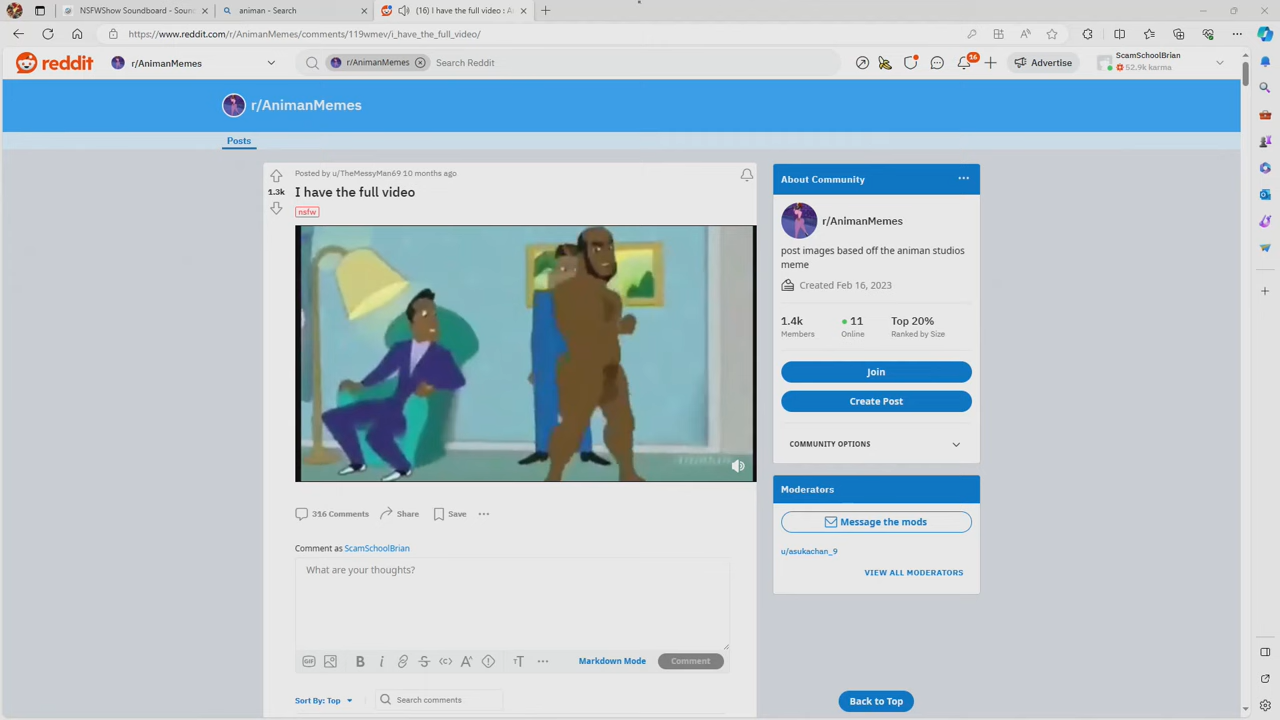 NSFWShow Soundboard - Soun
animan - Search
(16) I have the full video : A
https://www.reddit.com/r/AnimanMemes/comments/119wmev/i_have_the_full_video/
reddit
r/AnimanMemes
r/AnimanMemes
Search Reddit
16
Advertise
ScamSchoolBrian
52.9k karma
r/AnimanMemes
Posts
Posted by u/TheMessyMan69 10 months ago
1.3k
I have the full video
nsfw
316 Comments
Share
Save
Comment as ScamSchoolBrian
What are your thoughts?
Markdown Mode
Comment
Sort By: Top
Search comments
About Community
r/AnimanMemes
post images based off the animan studios
meme
Created Feb 16, 2023
1.4k
Members
11
Online
Top 20%
Ranked by Size
Join
Create Post
COMMUNITY OPTIONS
Moderators
Message the mods
u/asukachan_9
VIEW ALL MODERATORS
Back to Top